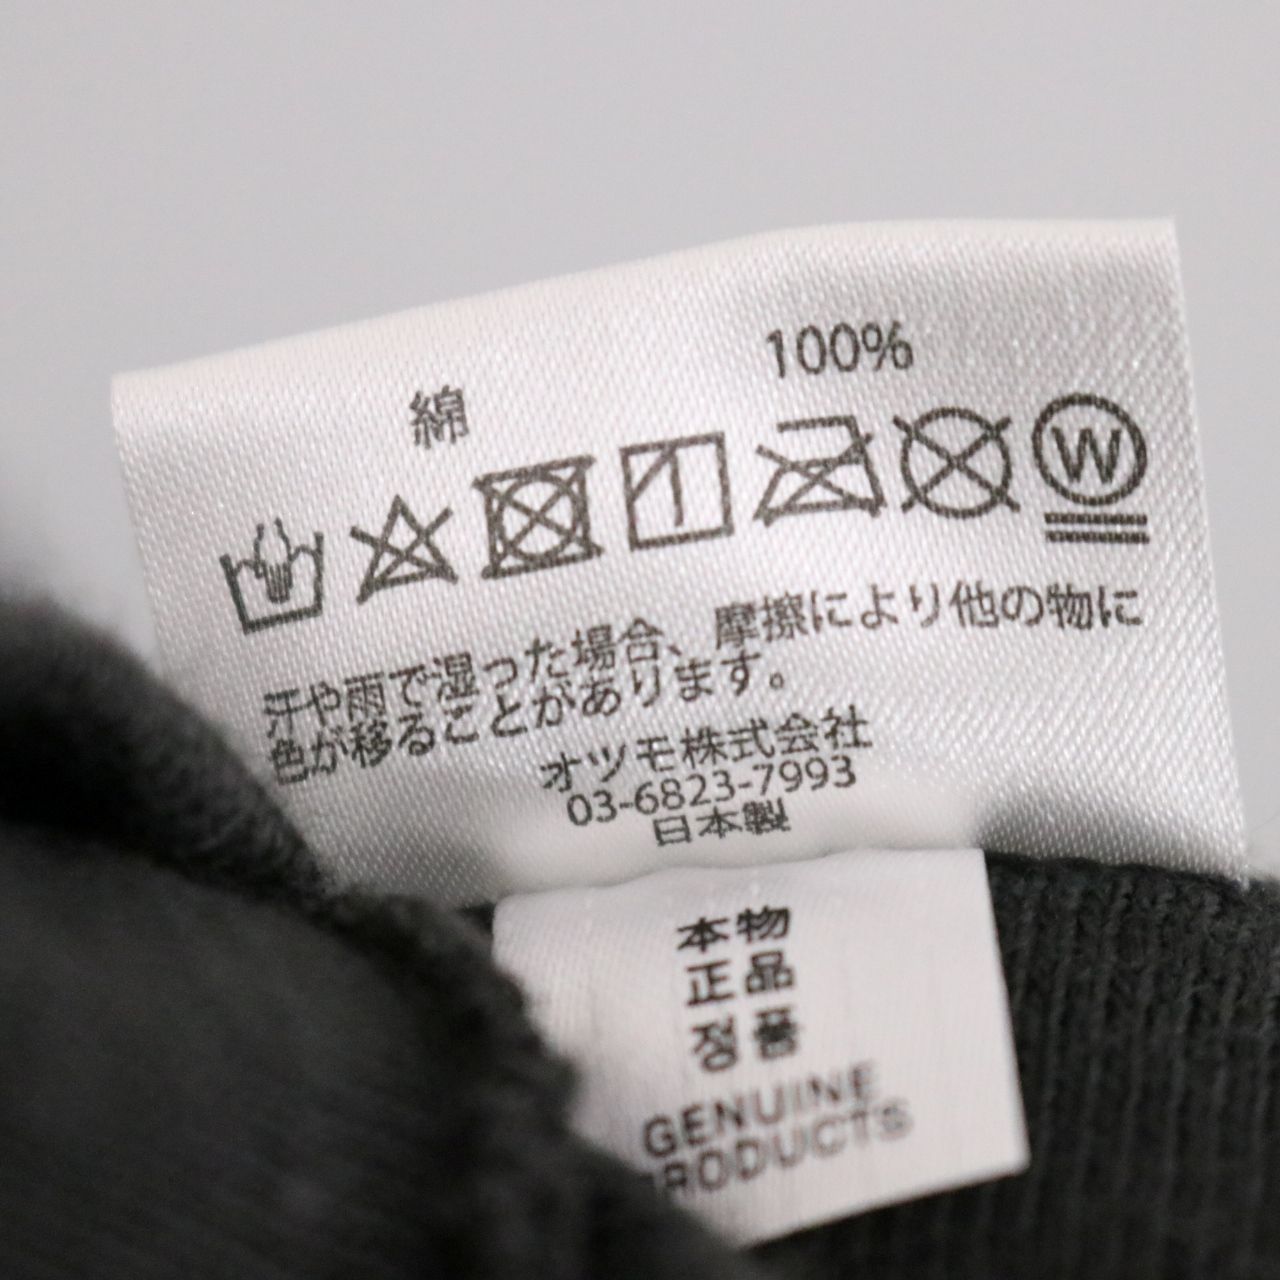 綿 100%
W
汗や雨で湿った場合、摩擦により他の物に
色が移ることがあります。
オツモ株式会社
03-6823-7993
日本製
本物
正品
정품
GENUINE
PRODUCTS